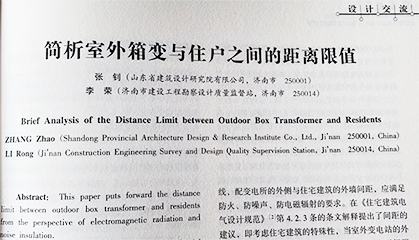 设计交流
简析室外箱变与住户之间的距离限值
张 钊（山东省建筑设计研究院有限公司，济南市 250001）
李 荣（济南市建设工程勘察设计质量监督站，济南市 250014）
Brief Analysis of the Distance Limit between Outdoor Box Transformer and Residents
ZHANG Zhao (Shandong Provincial Architecture Design & Research Institute Co., Ltd., Ji'nan 250001, China)
LI Rong (Ji'nan Construction Engineering Survey and Design Quality Supervision Station, Ji'nan 250014, China)
Abstract: This paper puts forward the distance
limit between outdoor box transformer and residents
from the perspective of electromagnetic radiation and
noise insulation.
线，配变电所的外侧与住宅建筑的外墙间距，应满足
防火、防噪声、防电磁辐射的要求。在《住宅建筑电
气设计规范》[2]第 4.2.3 条的条文解释提出了间距的
建议，即考虑住宅建筑的特殊性，当室外变电站的外